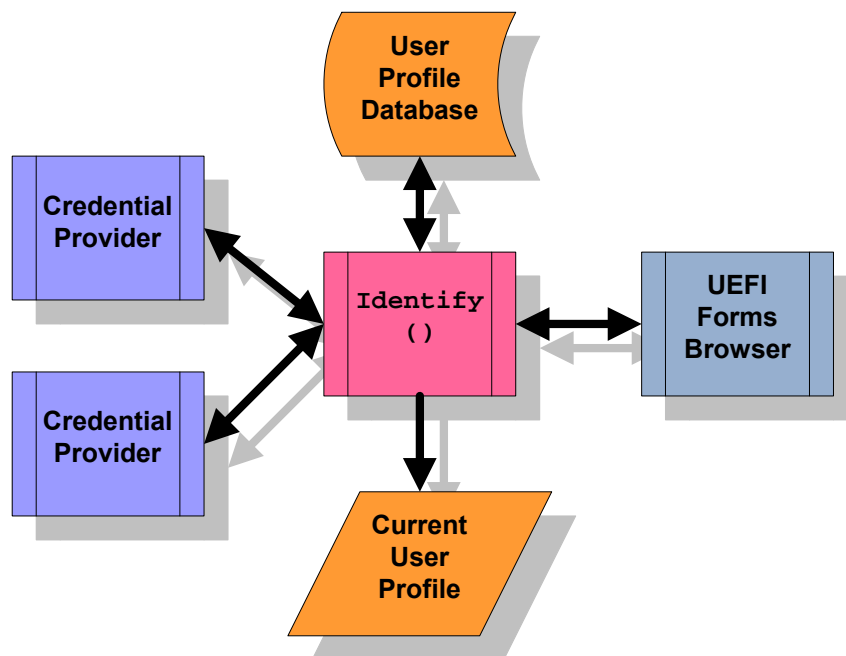 User
Profile
Database
Credential
Provider
Identify
()
UEFI
Forms
Browser
Credential
Provider
Current
User
Profile